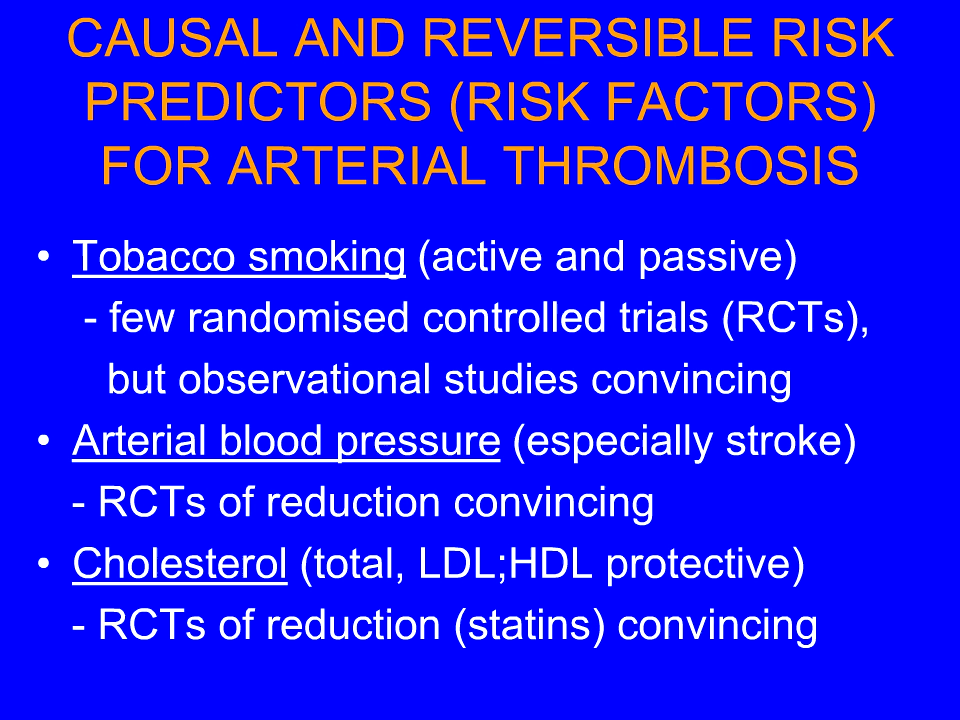 CAUSAL AND REVERSIBLE RISK
PREDICTORS (RISK FACTORS)
FOR ARTERIAL THROMBOSIS
• Tobacco smoking (active and passive)
- few randomised controlled trials (RCTs),
but observational studies convincing
• Arterial blood pressure (especially stroke)
- RCTs of reduction convincing
• Cholesterol (total, LDL;HDL protective)
- RCTs of reduction (statins) convincing